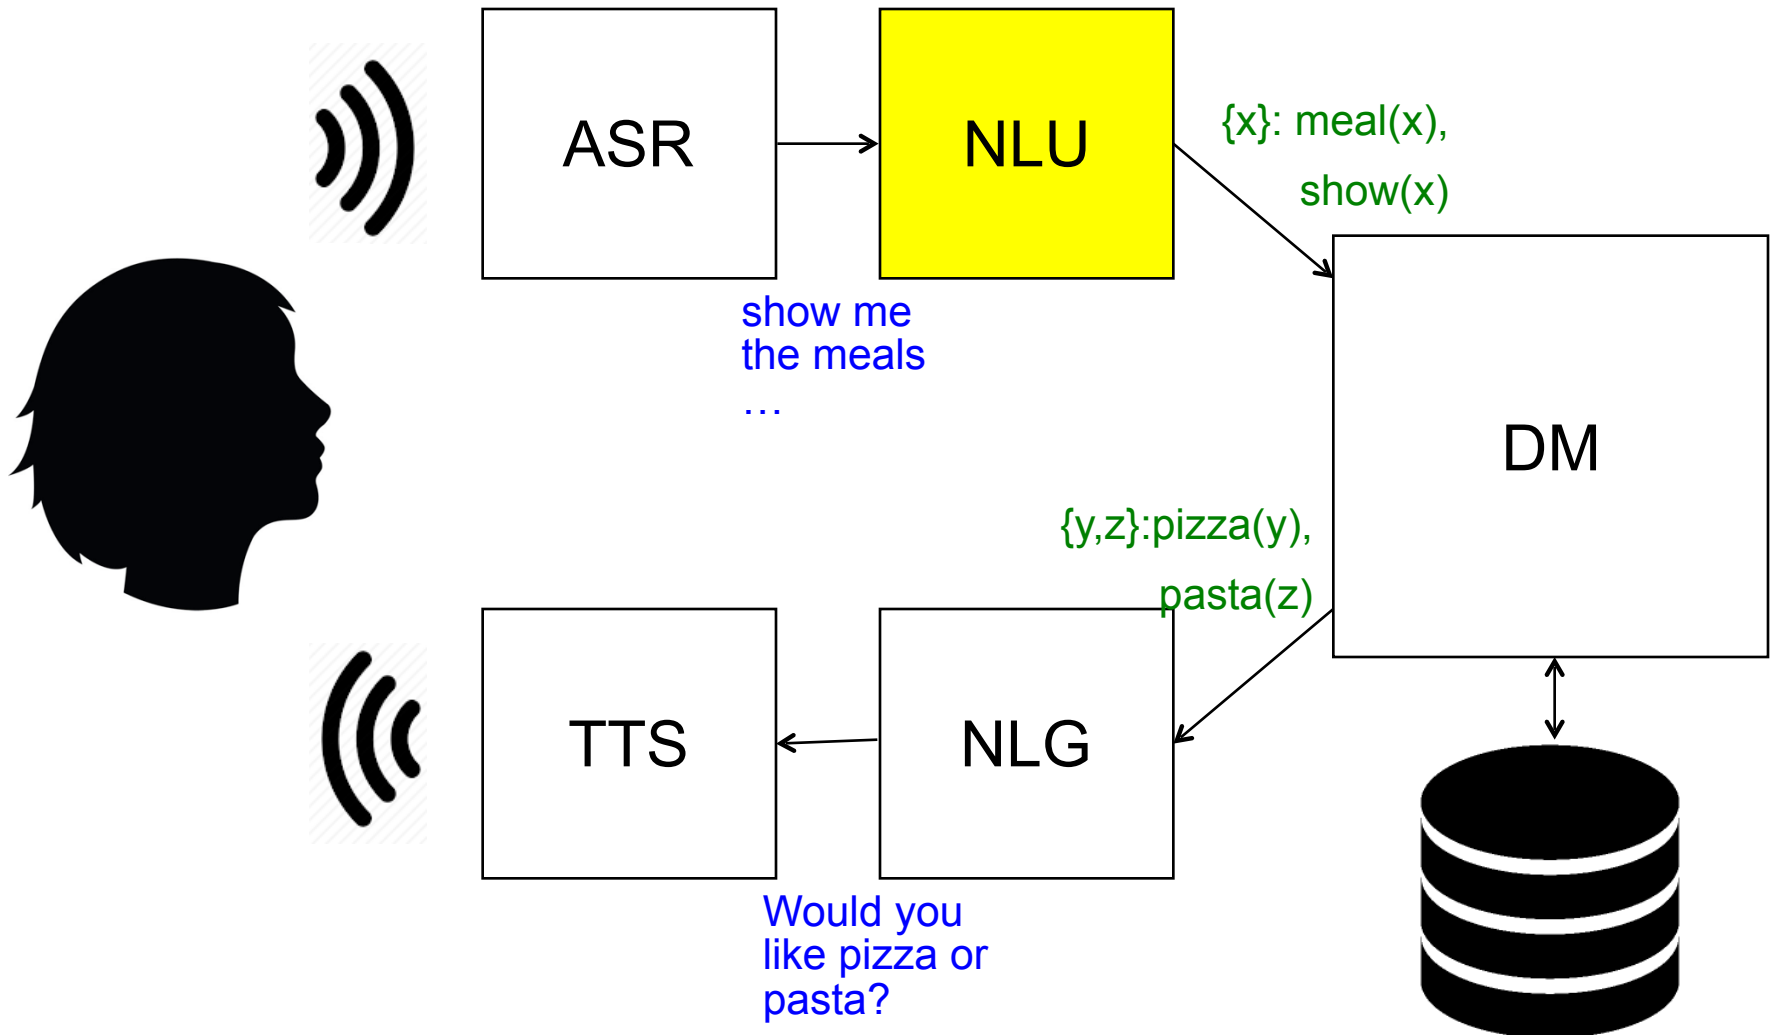 ASR
NLU
{x}: meal(x),
show(x)
show me
the meals
…
DM
{y,z}:pizza(y),
pasta(z)
TTS
NLG
Would you
like pizza or
pasta?